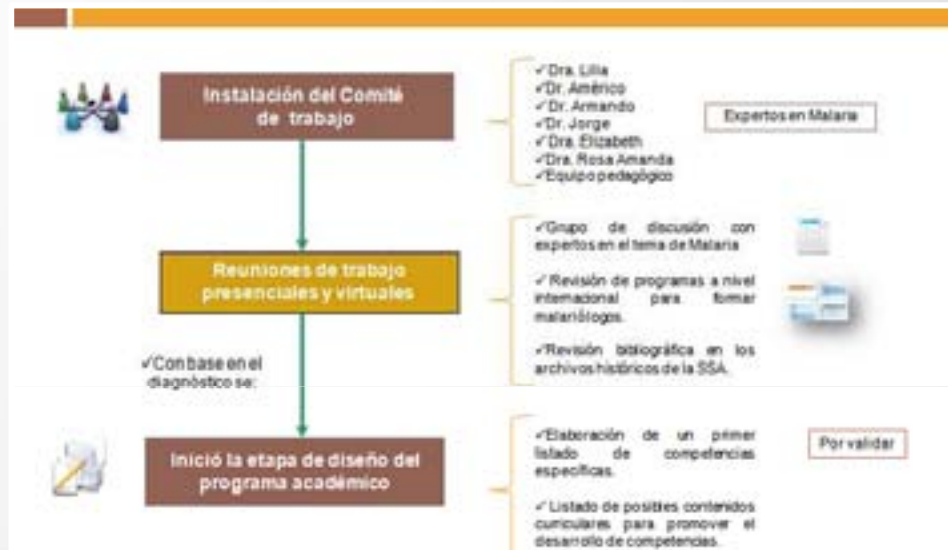 Instalación del Comité
de trabajo
✓Dra. Lilia
✓Dr. Américo
✓Dr. Armando
✓Dr. Jorge
✓Dra. Elizabeth
✓Dra. Rosa Amanda
✓Equipo pedagógico
Expertos en Malaria
Reuniones de trabajo
presenciales y virtuales
✓Grupo de discusión con
expertos en el tema de Malaria
✓Revisión de programas a nivel
internacional para formar
malariólogos.
✓Revisión bibliográfica en los
archivos históricos de la SSA.
✓Con base en el
diagnóstico se:
Inició la etapa de diseño del
programa académico
✓Elaboración de un primer
listado de competencias
específicas.
✓Listado de posibles contenidos
curriculares para promover el
desarrollo de competencias.
Por validar